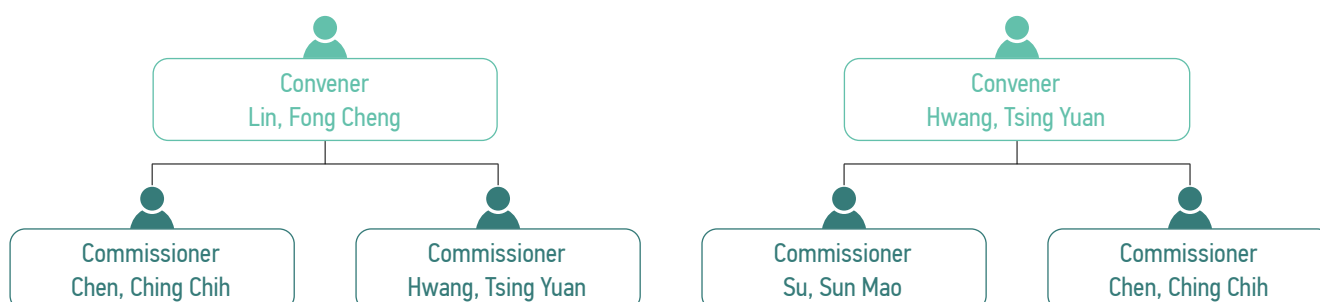 Convener
Lin, Fong Cheng
Convener
Hwang, Tsing Yuan
Commissioner
Chen, Ching Chih
Commissioner
Hwang, Tsing Yuan
Commissioner
Su, Sun Mao
Commissioner
Chen, Ching Chih